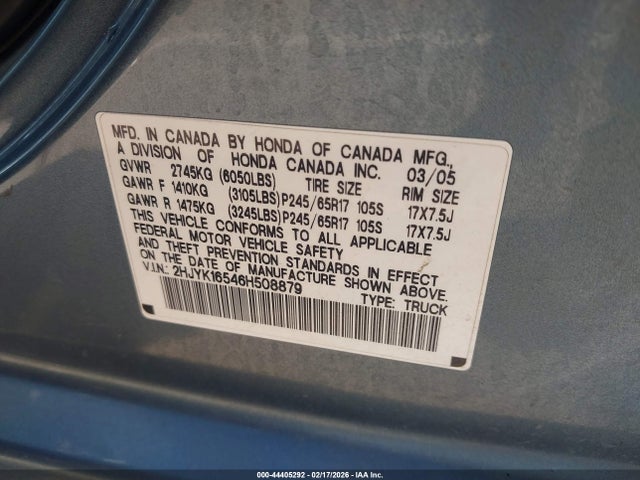 MFD. IN CANADA BY HONDA OF CANADA MFG.,
A DIVISION OF HONDA CANADA INC. 03/05
GVWR 2745KG (6050LBS) TIRE SIZE RIM SIZE
GAWR F 1410KG (3105LBS)P245/65R17 105S 17X7.5J
GAWR R 1475KG (3245LBS)P245/65R17 105S 17X7.5J
THIS VEHICLE CONFORMS TO ALL APPLICABLE
FEDERAL MOTOR VEHICLE SAFETY
AND THEFT PREVENTION STANDARDS IN EFFECT
ON THE DATE OF MANUFACTURE SHOWN ABOVE.
V.I.N.: 2HJYK16546H508879 TYPE: TRUCK
000-44405292 - 02/17/2026 - IAA Inc.